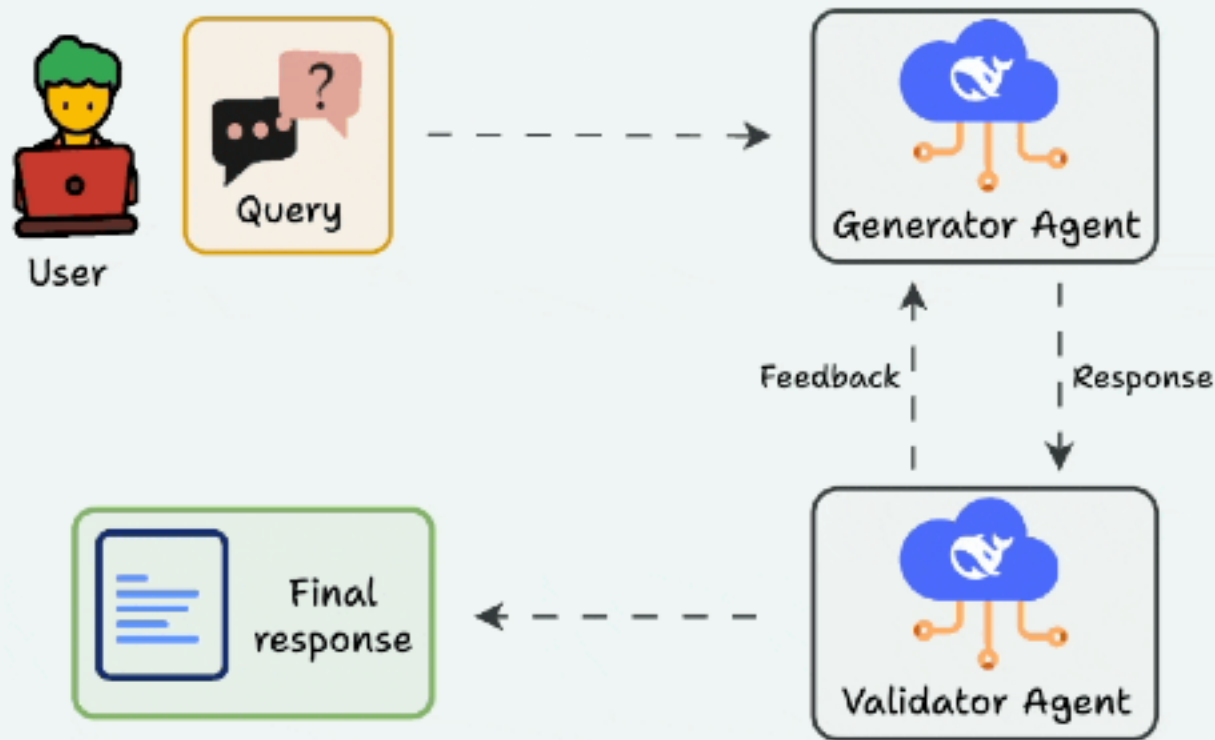 ?
Query
User
Generator Agent
Feedback
Response
Final
response
Validator Agent